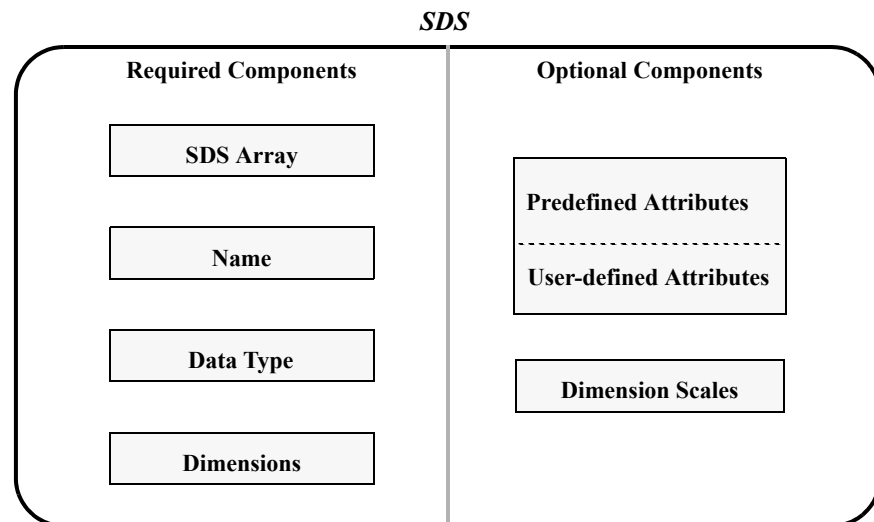 SDS
Required Components
SDS Array
Name
Data Type
Dimensions
Optional Components
Predefined Attributes
User-defined Attributes
Dimension Scales